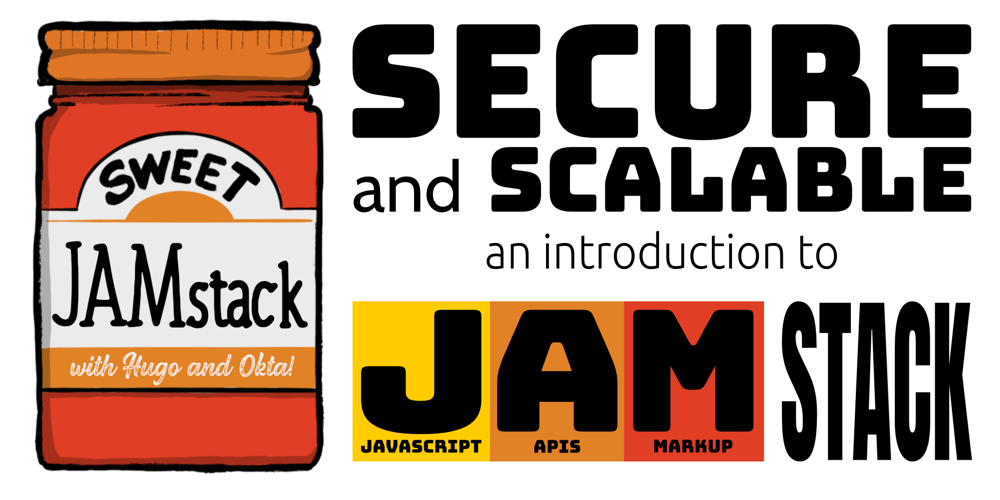 SWEET
JAMstack
with Hugo and Okta!
SECURE
and SCALABLE
an introduction to
JAM STACK
JAVASCRIPT APIS MARKUP